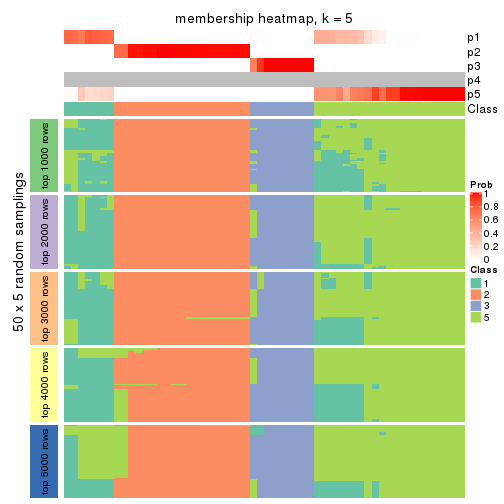 membership heatmap, k = 5
p1
p2
p3
p4
p5
Class
50 x 5 random samplings
top 1000 rows
top 2000 rows
top 3000 rows
top 4000 rows
top 5000 rows
Prob
1
0.8
0.6
0.4
0.2
0
Class
1
2
3
5